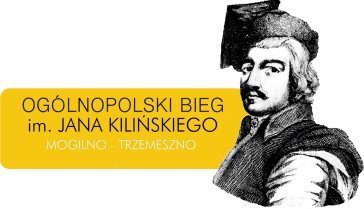 OGÓLNOPOLSKI BIEG
im. JANA KILIŃSKIEGO
MOGILNO - TRZEMESZNO